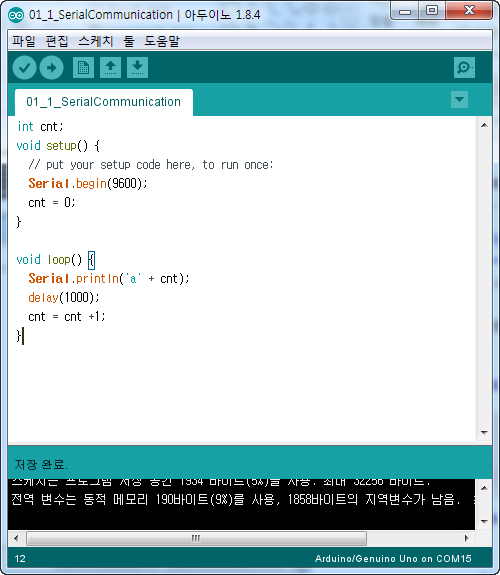 01_1_SerialCommunication | 아두이노 1.8.4
파일 편집 스케치 툴 도움말
01_1_SerialCommunication
int cnt;
void setup() {
// put your setup code here, to run once:
Serial.begin(9600);
cnt = 0;
}
void loop() {
Serial.println('a' + cnt);
delay(1000);
cnt = cnt +1;
}
저장 완료.
스케치는 프로그램 저장 공간 1934 바이트(5%)를 사용. 최대 32256 바이트.
전역 변수는 동적 메모리 190바이트(9%)를 사용, 1858바이트의 지역변수가 남음.
12
Arduino/Genuino Uno on COM15